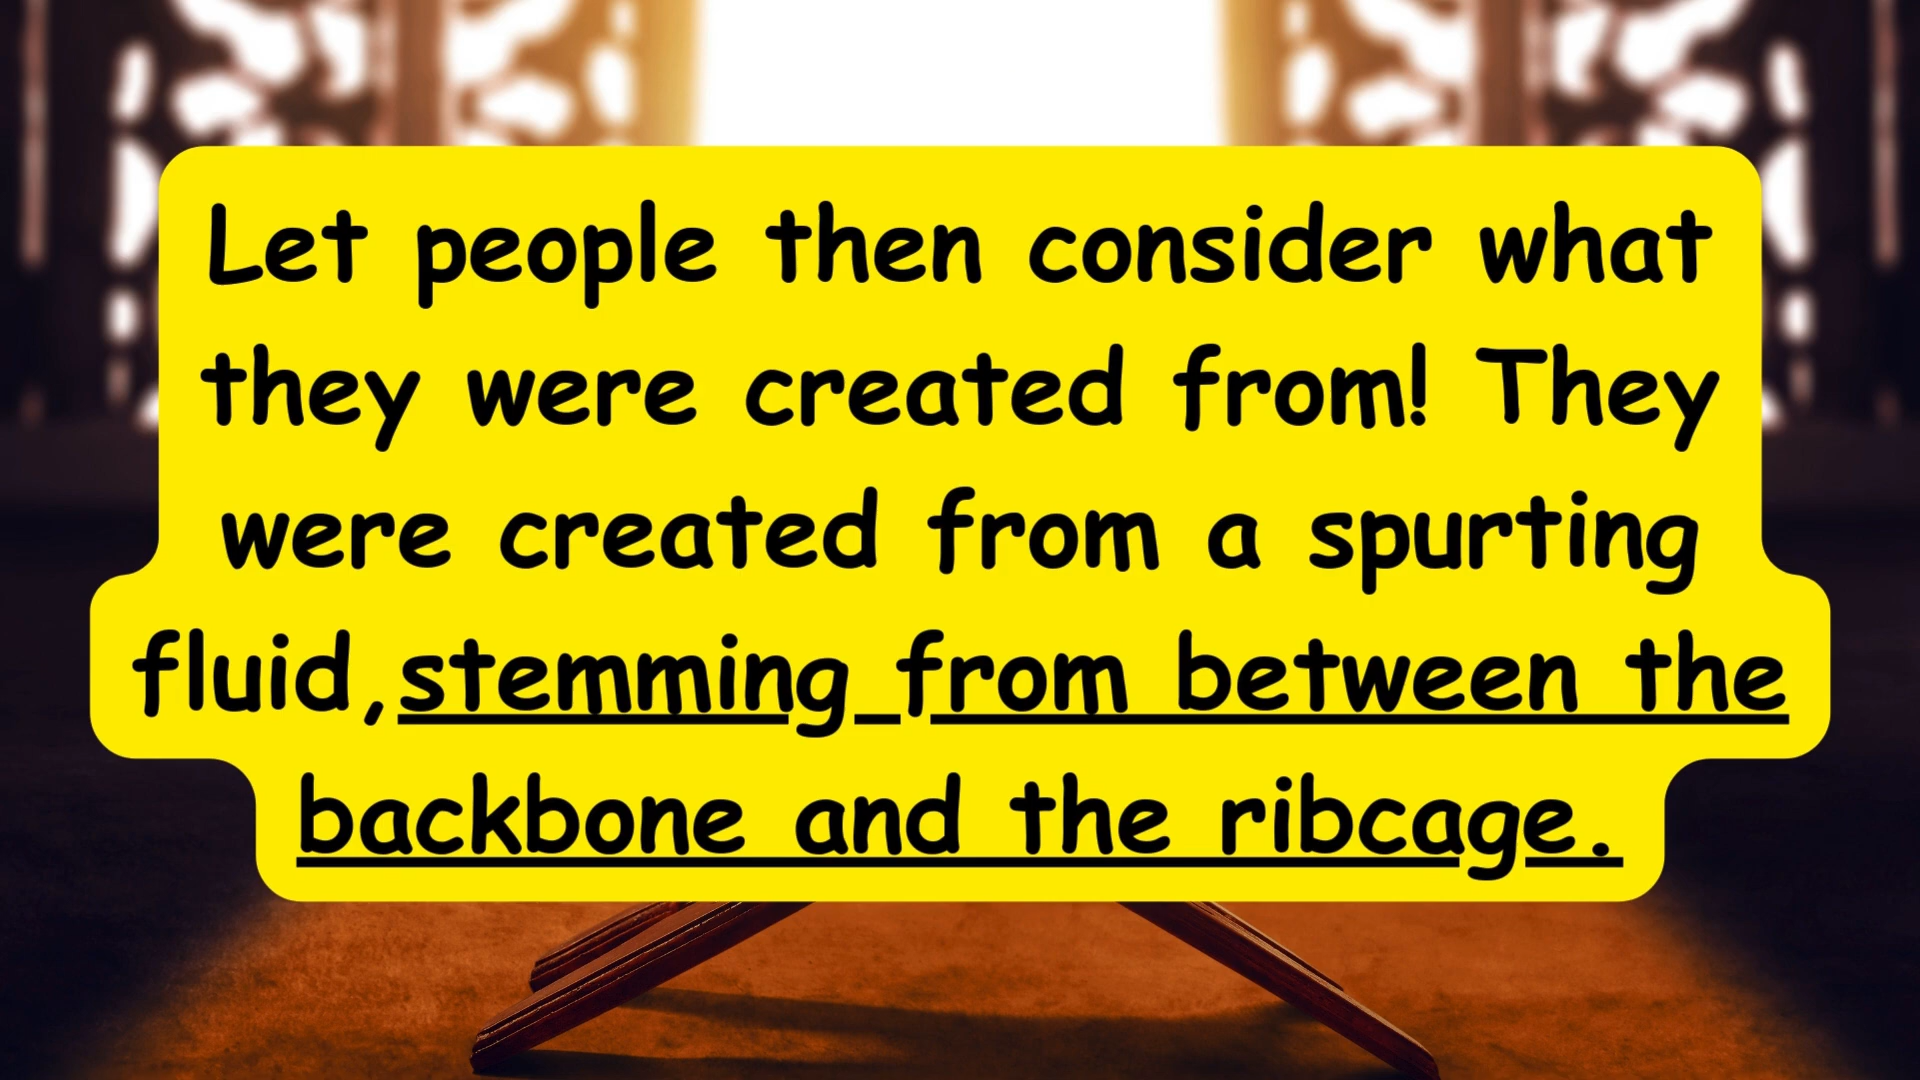 Let people then consider what
they were created from! They
were created from a spurting
fluid,stemming from between the
backbone and the ribcage.